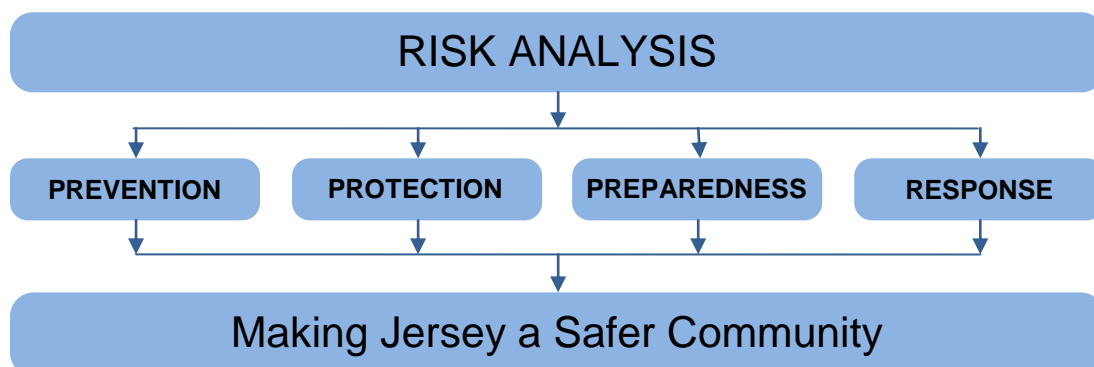 RISK ANALYSIS
PREVENTION
PROTECTION
PREPAREDNESS
RESPONSE
Making Jersey a Safer Community